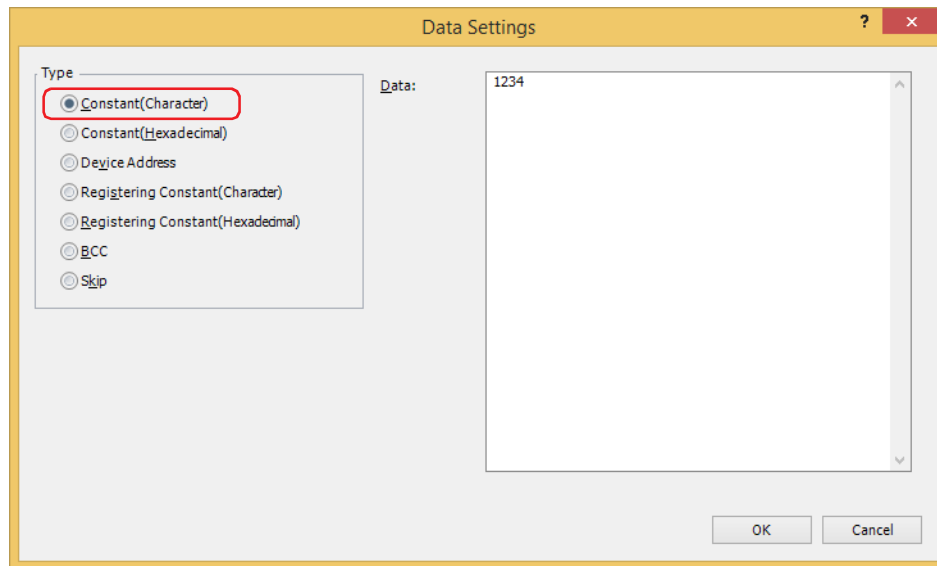 Data Settings
?
×
Type
Constant(Character)
Constant(Hexadecimal)
Device Address
Registering Constant(Character)
Registering Constant(Hexadecimal)
BCC
Skip
Data:
1234
OK
Cancel